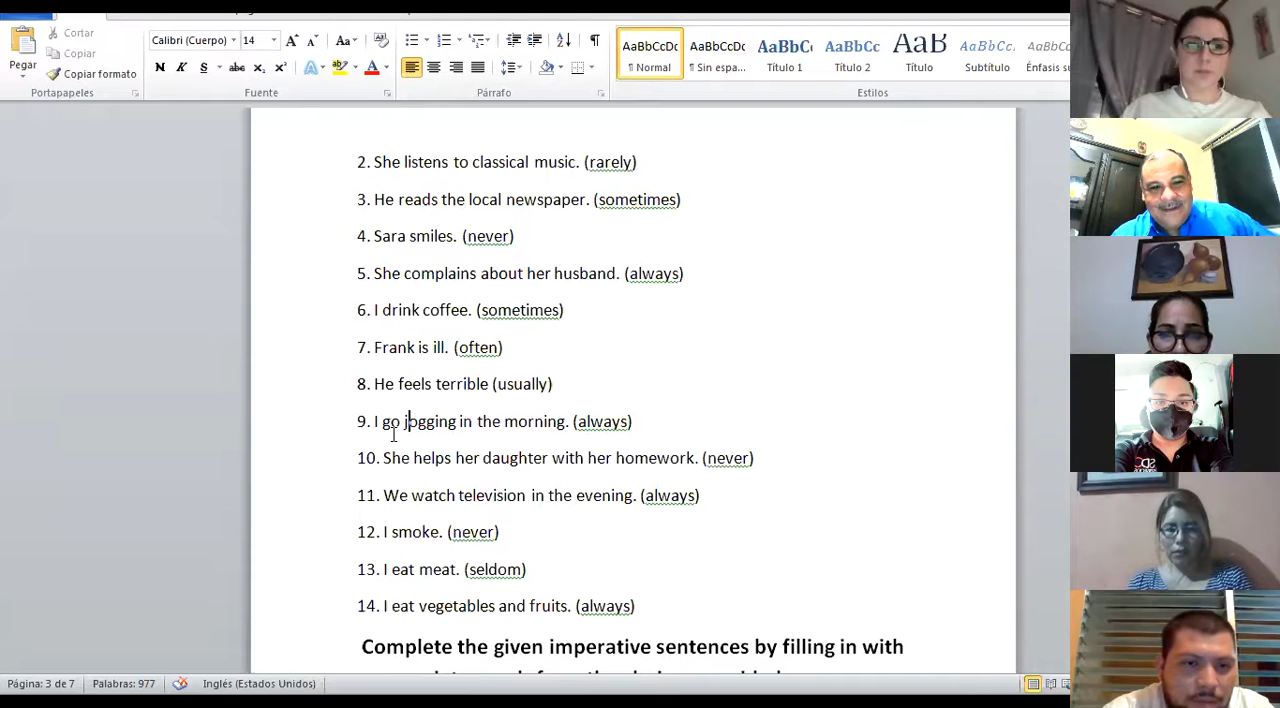 Cortar
Copiar
Copiar formato
Pegar
Portapapeles
Calibri (Cuerpo) 14
Aa
N K S abc x₂ x² A A
Fuente
Párrafo
AaBbCcDc AaBbCcDc AaBbC AaBbCc AaB AaBbCc. AaBbCc
¶ Normal ¶ Sin espa... Título 1 Título 2 Título Subtítulo Énfasis su
Estilos
2. She listens to classical music. (rarely)
3. He reads the local newspaper. (sometimes)
4. Sara smiles. (never)
5. She complains about her husband. (always)
6. I drink coffee. (sometimes)
7. Frank is ill. (often)
8. He feels terrible (usually)
9. I go jogging in the morning. (always)
10. She helps her daughter with her homework. (never)
11. We watch television in the evening. (always)
12. I smoke. (never)
13. I eat meat. (seldom)
14. I eat vegetables and fruits. (always)
Complete the given imperative sentences by filling in with
Página: 3 de 7 Palabras: 977 Inglés (Estados Unidos)
SDC